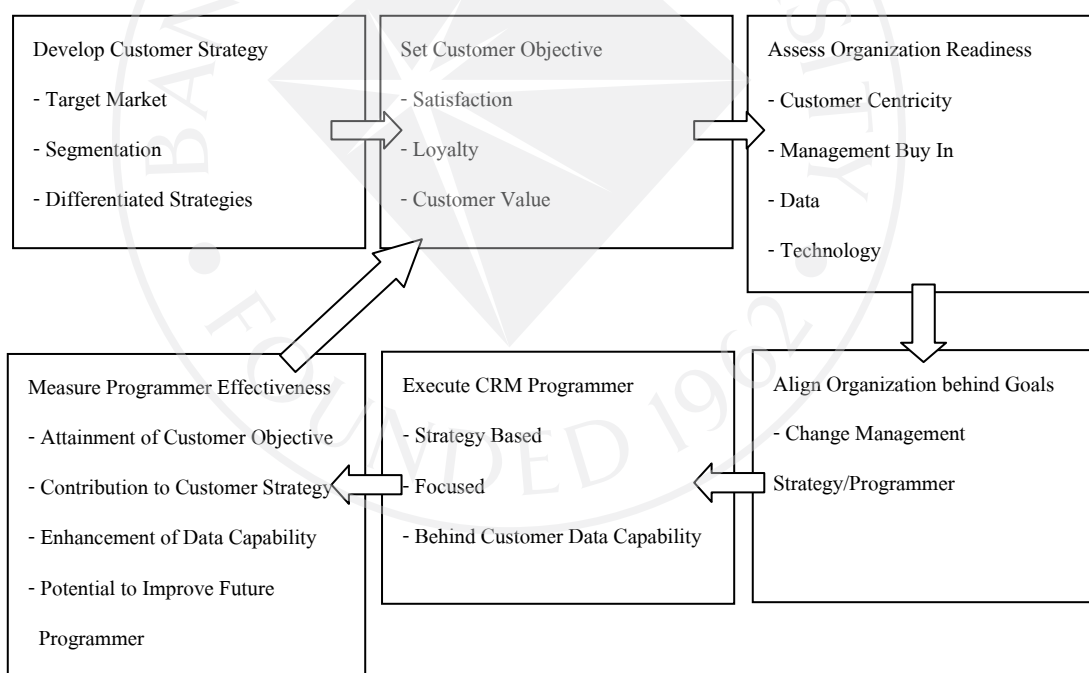 Develop Customer Strategy
- Target Market
- Segmentation
- Differentiated Strategies
Set Customer Objective
- Satisfaction
- Loyalty
- Customer Value
Assess Organization Readiness
- Customer Centricity
- Management Buy In
- Data
- Technology
Align Organization behind Goals
- Change Management
Strategy/Programmer
Execute CRM Programmer
- Strategy Based
- Focused
- Behind Customer Data Capability
Measure Programmer Effectiveness
- Attainment of Customer Objective
- Contribution to Customer Strategy
- Enhancement of Data Capability
- Potential to Improve Future
Programmer
FOUNDED 1962